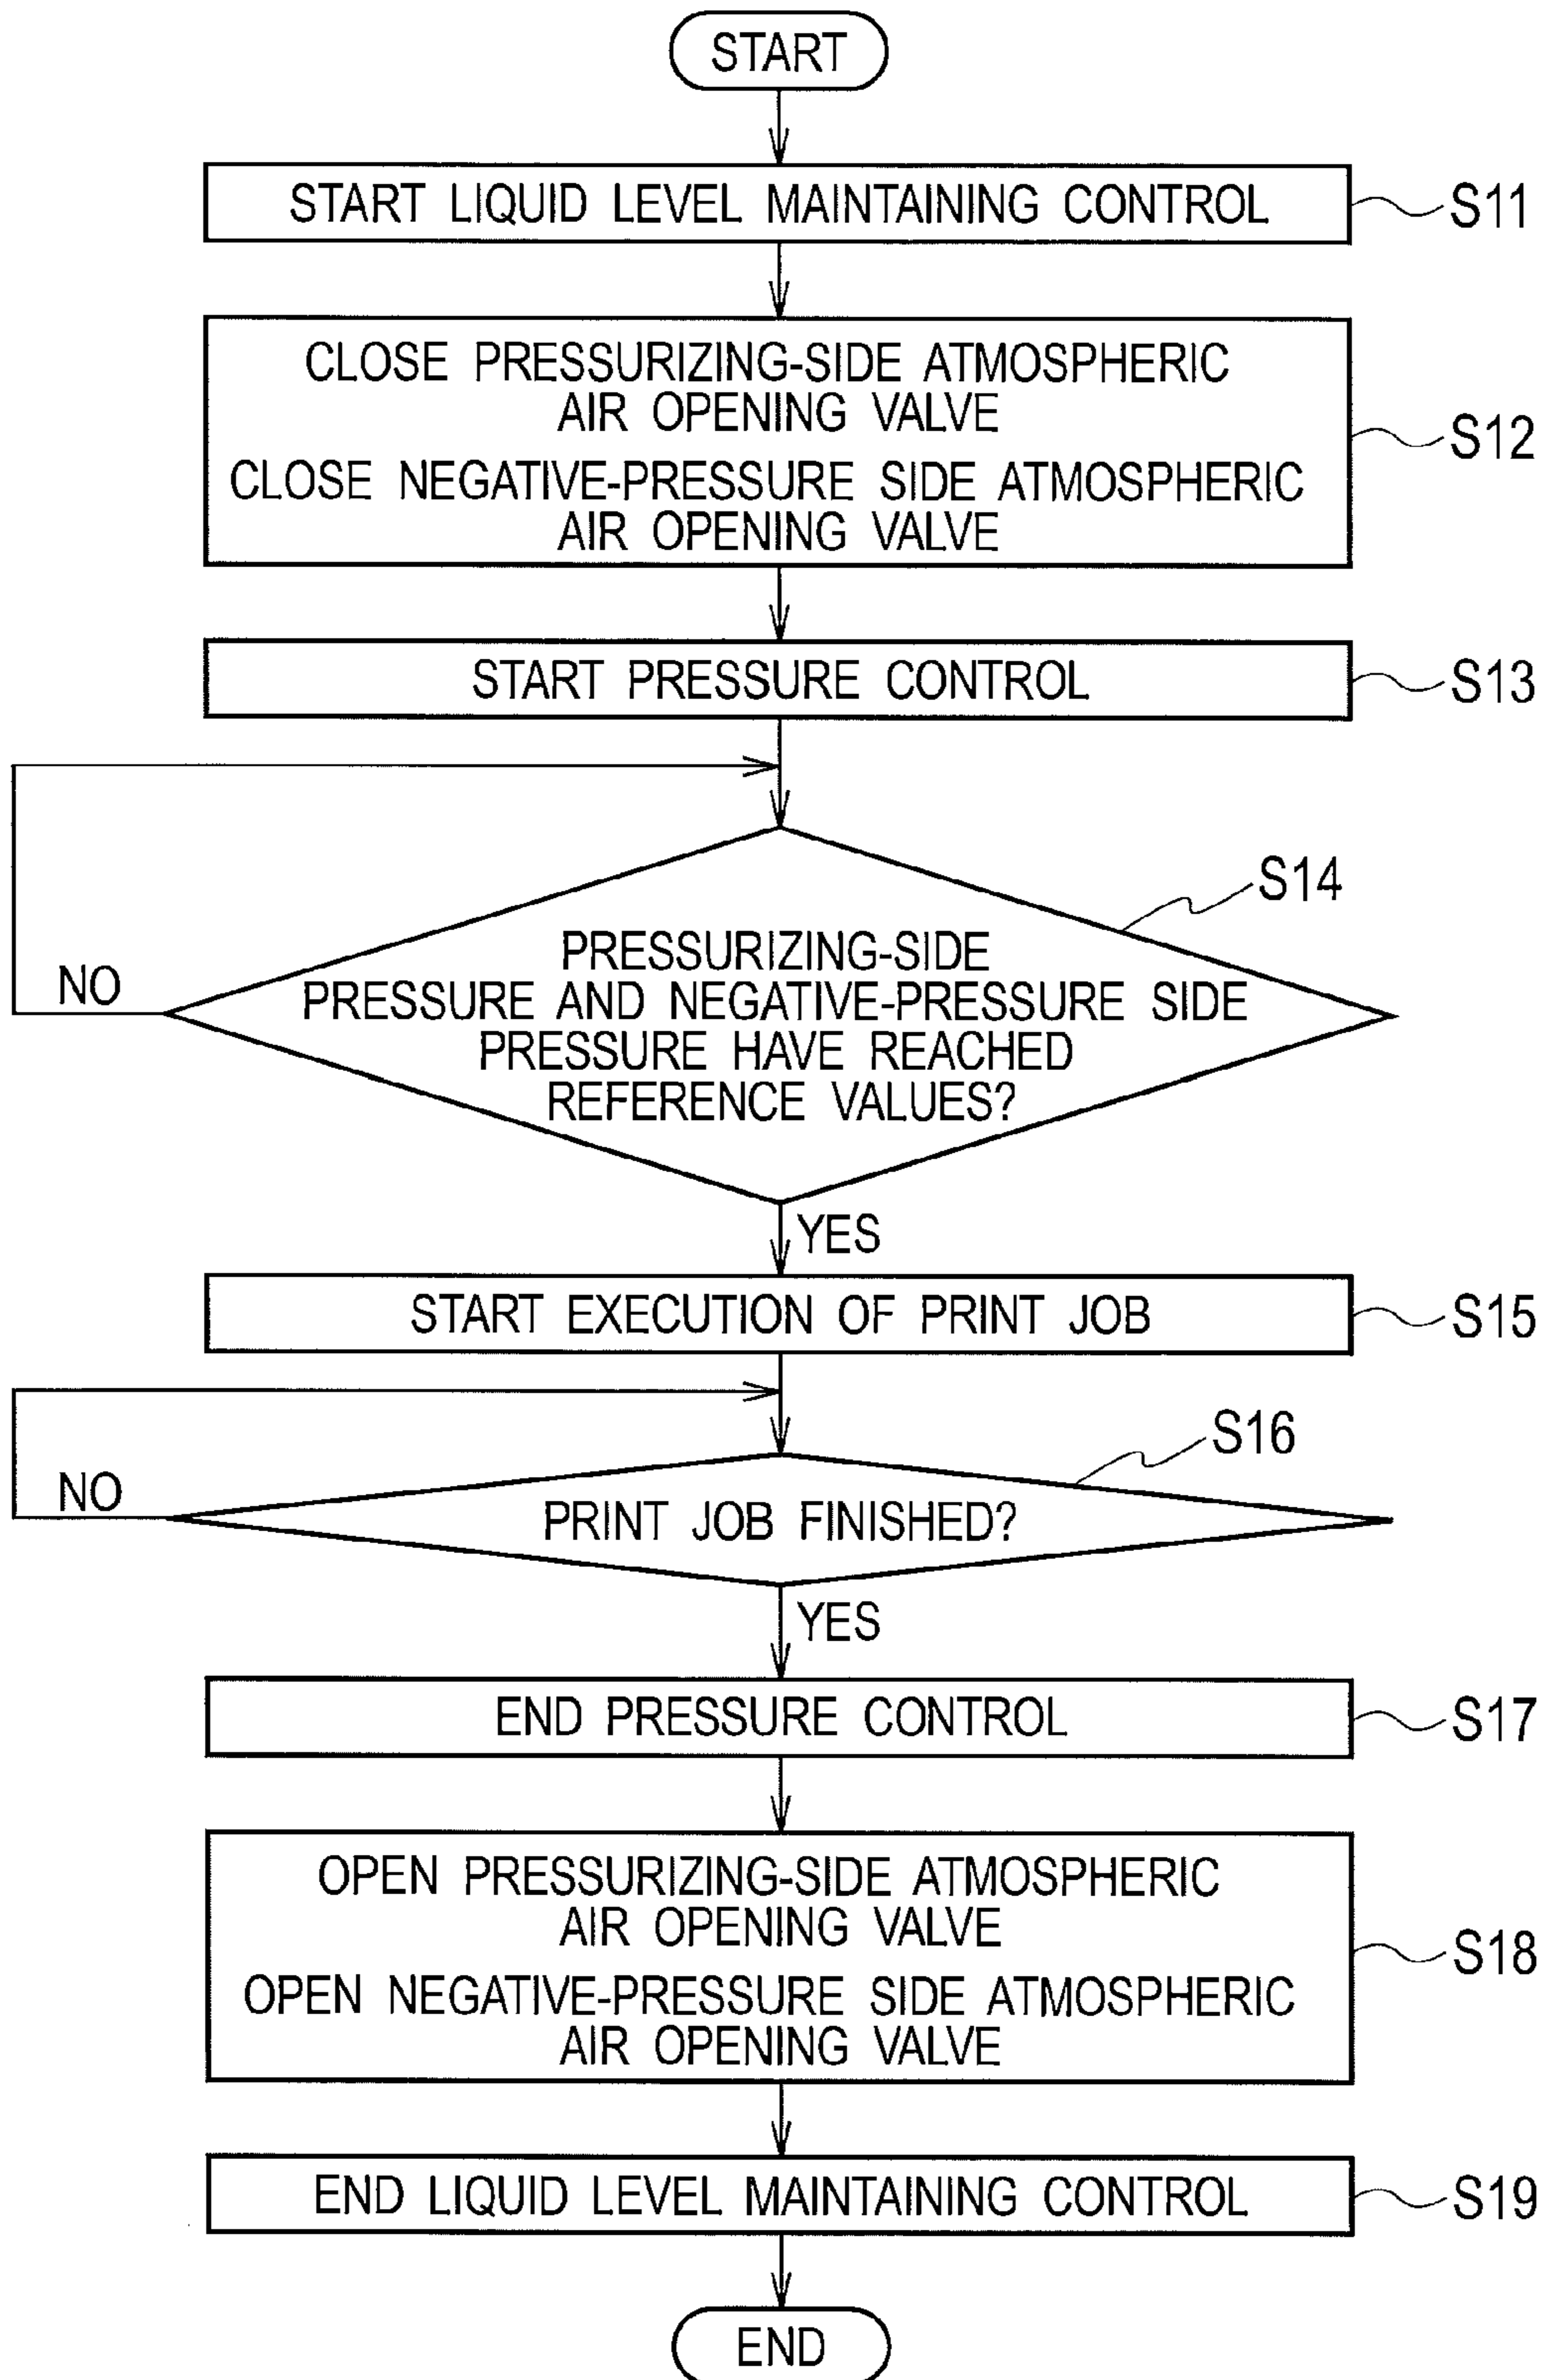 START
START LIQUID LEVEL MAINTAINING CONTROL
S11
CLOSE PRESSURIZING-SIDE ATMOSPHERIC
AIR OPENING VALVE
CLOSE NEGATIVE-PRESSURE SIDE ATMOSPHERIC
AIR OPENING VALVE
S12
START PRESSURE CONTROL
S13
S14
PRESSURIZING-SIDE
PRESSURE AND NEGATIVE-PRESSURE SIDE
PRESSURE HAVE REACHED
REFERENCE VALUES?
NO
YES
START EXECUTION OF PRINT JOB
S15
S16
PRINT JOB FINISHED?
NO
YES
END PRESSURE CONTROL
S17
OPEN PRESSURIZING-SIDE ATMOSPHERIC
AIR OPENING VALVE
OPEN NEGATIVE-PRESSURE SIDE ATMOSPHERIC
AIR OPENING VALVE
S18
END LIQUID LEVEL MAINTAINING CONTROL
S19
END